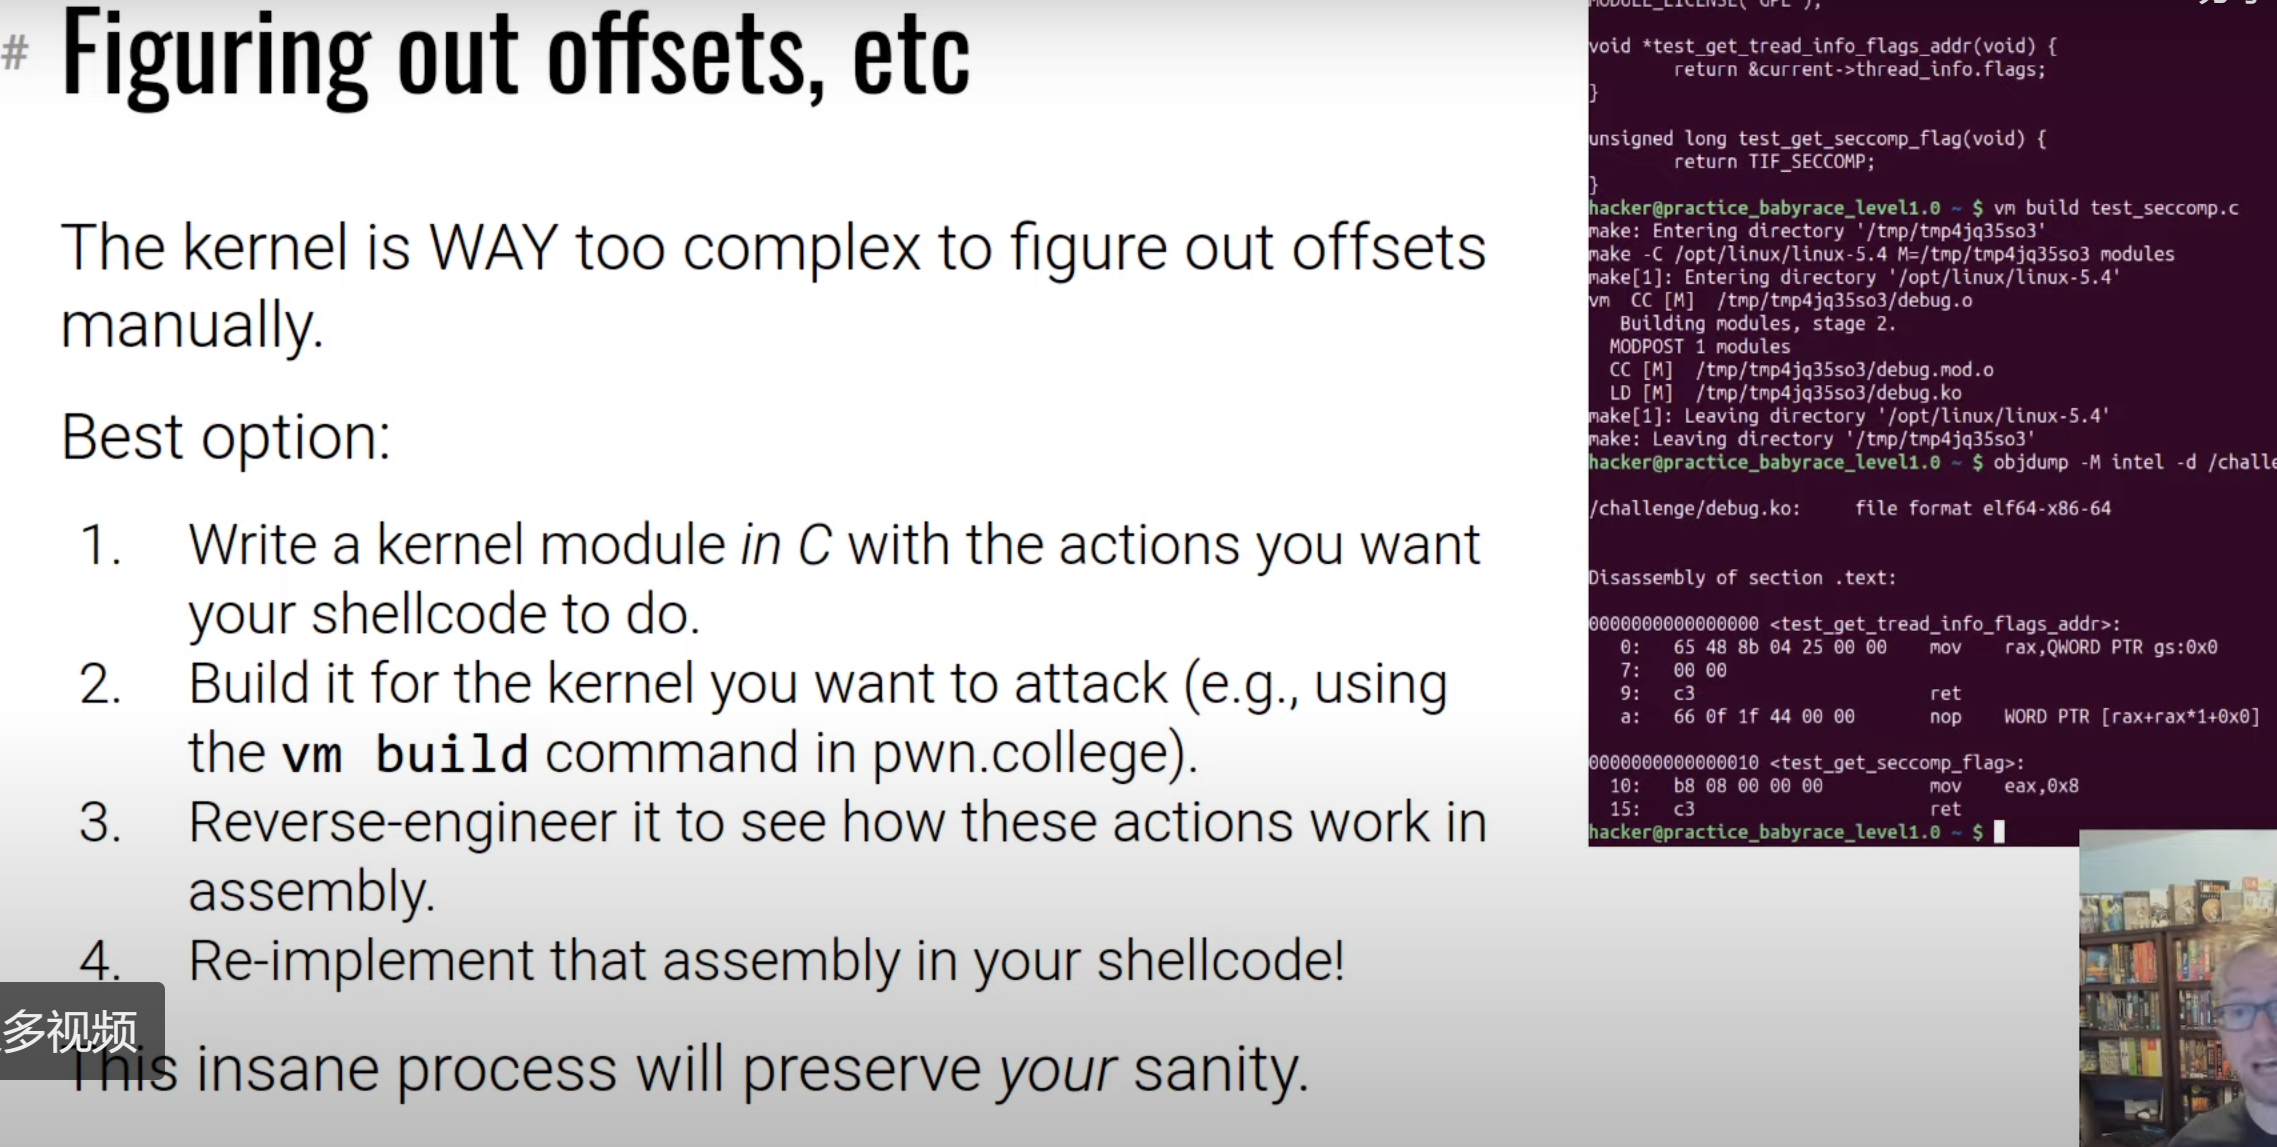 # Figuring out offsets, etc
The kernel is WAY too complex to figure out offsets
manually.
Best option:
1. Write a kernel module in C with the actions you want
your shellcode to do.
2. Build it for the kernel you want to attack (e.g., using
the vm build command in pwn.college).
3. Reverse-engineer it to see how these actions work in
assembly.
4. Re-implement that assembly in your shellcode!
多视频
This insane process will preserve your sanity.
MODULE_LICENSE("GPL");
void *test_get_tread_info_flags_addr(void) {
return &current->thread_info.flags;
}
unsigned long test_get_seccomp_flag(void) {
return TIF_SECCOMP;
}
hacker@practice_babyrace_level1.0 ~ $ vm build test_seccomp.c
make: Entering directory '/tmp/tmp4jq35so3'
make -C /opt/linux/linux-5.4 M=/tmp/tmp4jq35so3 modules
make[1]: Entering directory '/opt/linux/linux-5.4'
vm CC [M] /tmp/tmp4jq35so3/debug.o
Building modules, stage 2.
MODPOST 1 modules
CC [M] /tmp/tmp4jq35so3/debug.mod.o
LD [M] /tmp/tmp4jq35so3/debug.ko
make[1]: Leaving directory '/opt/linux/linux-5.4'
make: Leaving directory '/tmp/tmp4jq35so3'
hacker@practice_babyrace_level1.0 ~ $ objdump -M intel -d /challe
/challenge/debug.ko: file format elf64-x86-64
Disassembly of section .text:
0000000000000000 <test_get_tread_info_flags_addr>:
0: 65 48 8b 04 25 00 00 mov rax,QWORD PTR gs:0x0
7: 00 00
9: c3 ret
a: 66 0f 1f 44 00 00 nop WORD PTR [rax+rax*1+0x0]
0000000000000010 <test_get_seccomp_flag>:
10: b8 08 00 00 00 mov eax,0x8
15: c3 ret
hacker@practice_babyrace_level1.0 ~ $